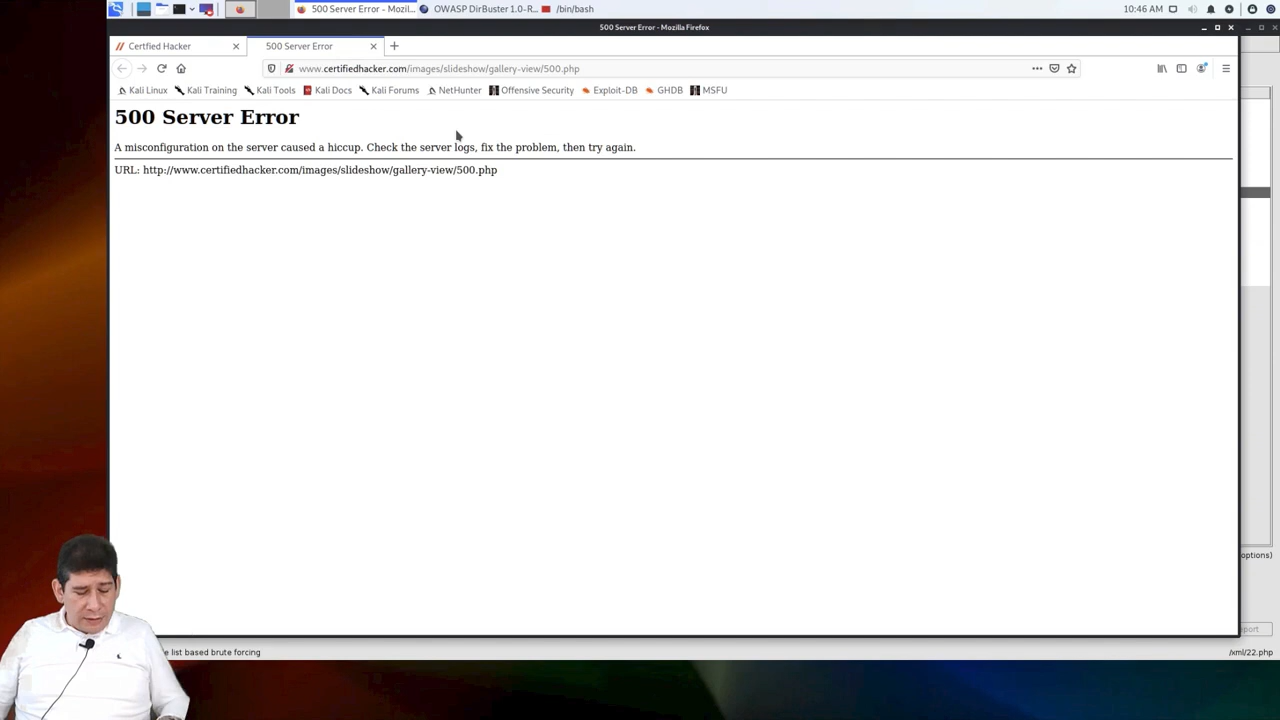 500 Server Error - Mozil...
OWASP DirBuster 1.0-R...
/bin/bash
10:46 AM
500 Server Error - Mozilla Firefox
Certfied Hacker
500 Server Error
www.certifiedhacker.com/images/slideshow/gallery-view/500.php
Kali Linux
Kali Training
Kali Tools
Kali Docs
Kali Forums
NetHunter
Offensive Security
Exploit-DB
GHDB
MSFU
500 Server Error
A misconfiguration on the server caused a hiccup. Check the server logs, fix the problem, then try again.
URL: http://www.certifiedhacker.com/images/slideshow/gallery-view/500.php
options)
port
list based brute forcing
/xml/22.php